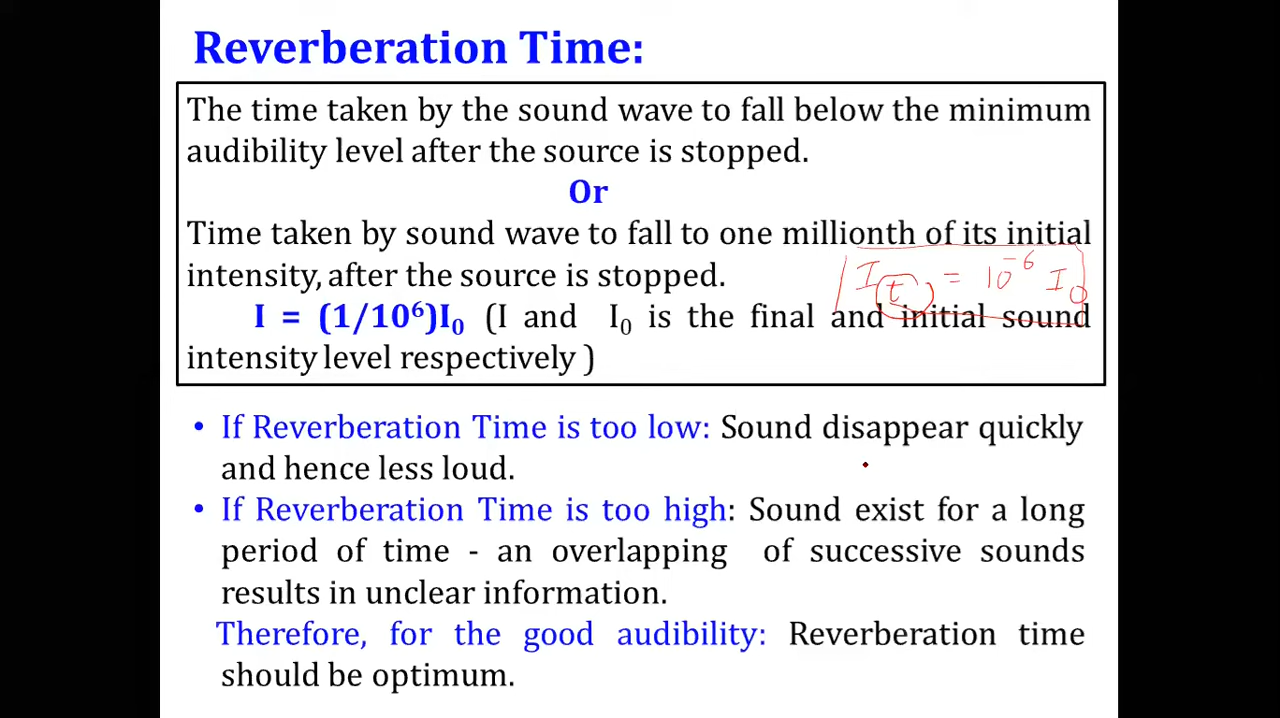 Reverberation Time:
The time taken by the sound wave to fall below the minimum
audibility level after the source is stopped.
Or
Time taken by sound wave to fall to one millionth of its initial
intensity, after the source is stopped.
I(t) = 10⁻⁶ I₀
I = (1/10⁶)I₀ (I and I₀ is the final and initial sound
intensity level respectively )
• If Reverberation Time is too low: Sound disappear quickly
and hence less loud.
• If Reverberation Time is too high: Sound exist for a long
period of time - an overlapping of successive sounds
results in unclear information.
Therefore, for the good audibility: Reverberation time
should be optimum.